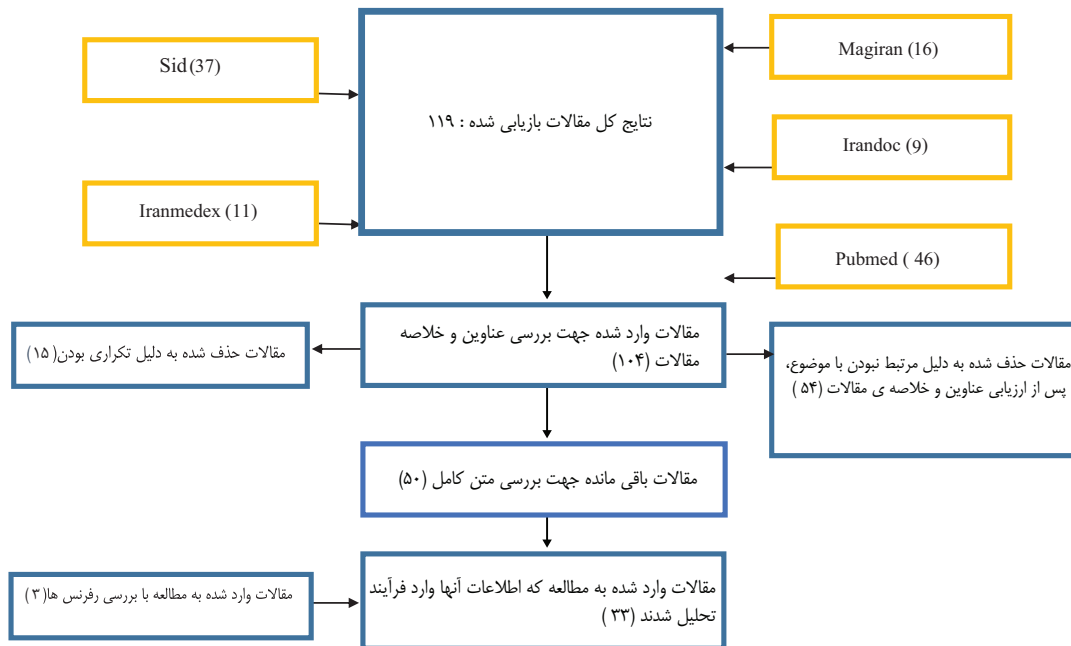 Sid (37)
Magiran (16)
نتایج کل مقالات بازیابی شده : ۱۱۹
Irandoc (9)
Iranmedex (11)
Pubmed ( 46)
مقالات وارد شده جهت بررسی عناوین و خلاصه
مقالات (۱۰۴)
مقالات حذف شده به دلیل تکراری بودن( ۱۵)
مقالات حذف شده به دلیل مرتبط نبودن با موضوع،
پس از ارزیابی عناوین و خلاصه ی مقالات (۵۴ )
مقالات باقی مانده جهت بررسی متن کامل (۵۰)
مقالات وارد شده به مطالعه که اطلاعات آنها وارد فرآیند
تحلیل شدند (۳۳ )
مقالات وارد شده به مطالعه با بررسی رفرنس ها(۳ )